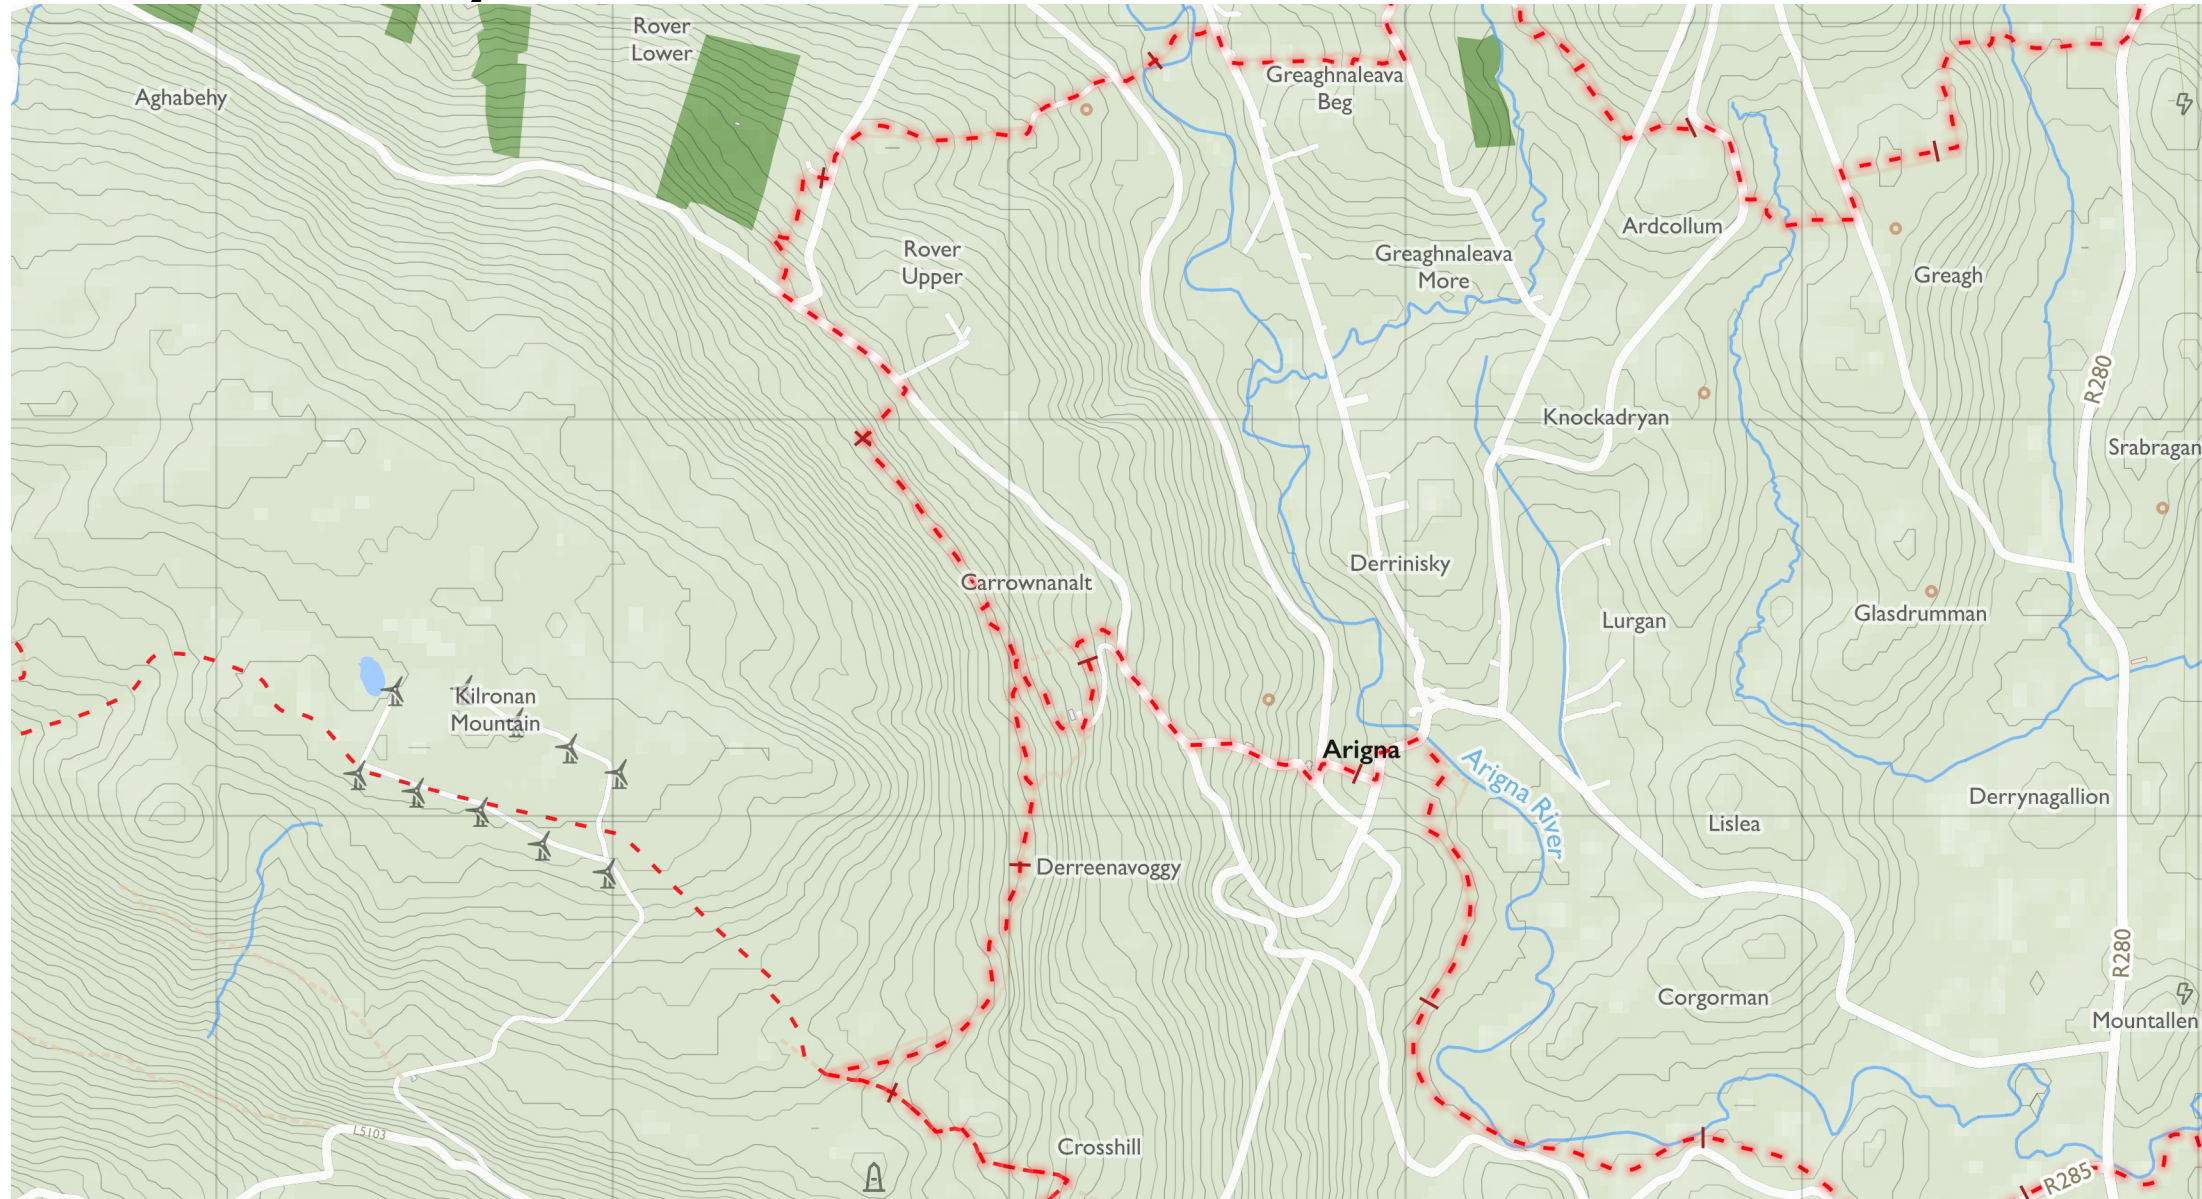 Rover
Lower
Aghabehy
Greaghnaleava
Beg
Ardcollum
Rover
Upper
Greaghnaleava
More
Greagh
R280
Knockadryan
Srabragan
Derrinisky
Carrownanalt
Glasdrumman
Lurgan
Kilronan
Mountain
Arigna
Arigna River
Derrynagallion
Lislea
Derreenavoggy
R280
Corgorman
Mountallen
L5103
Crosshill
R285